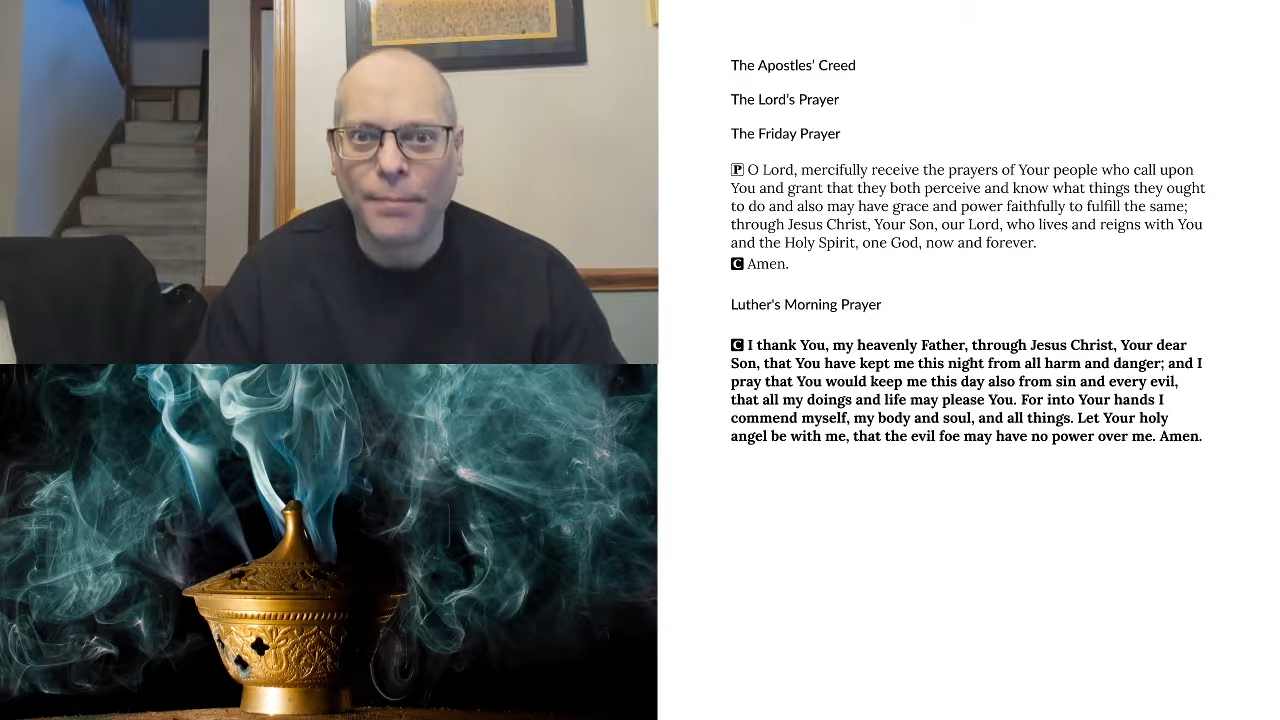 The Apostles’ Creed
The Lord’s Prayer
The Friday Prayer
P O Lord, mercifully receive the prayers of Your people who call upon
You and grant that they both perceive and know what things they ought
to do and also may have grace and power faithfully to fulfill the same;
through Jesus Christ, Your Son, our Lord, who lives and reigns with You
and the Holy Spirit, one God, now and forever.
C Amen.
Luther's Morning Prayer
C I thank You, my heavenly Father, through Jesus Christ, Your dear
Son, that You have kept me this night from all harm and danger; and I
pray that You would keep me this day also from sin and every evil,
that all my doings and life may please You. For into Your hands I
commend myself, my body and soul, and all things. Let Your holy
angel be with me, that the evil foe may have no power over me. Amen.